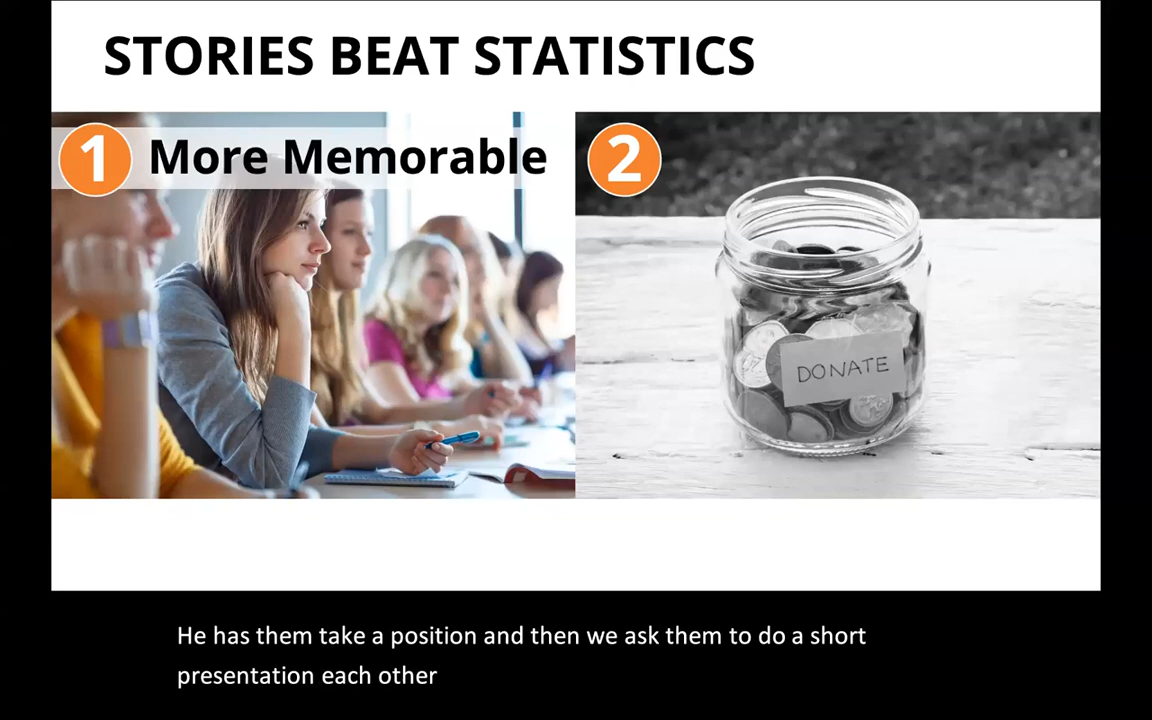 STORIES BEAT STATISTICS
1 More Memorable
2
DONATE
He has them take a position and then we ask them to do a short
presentation each other